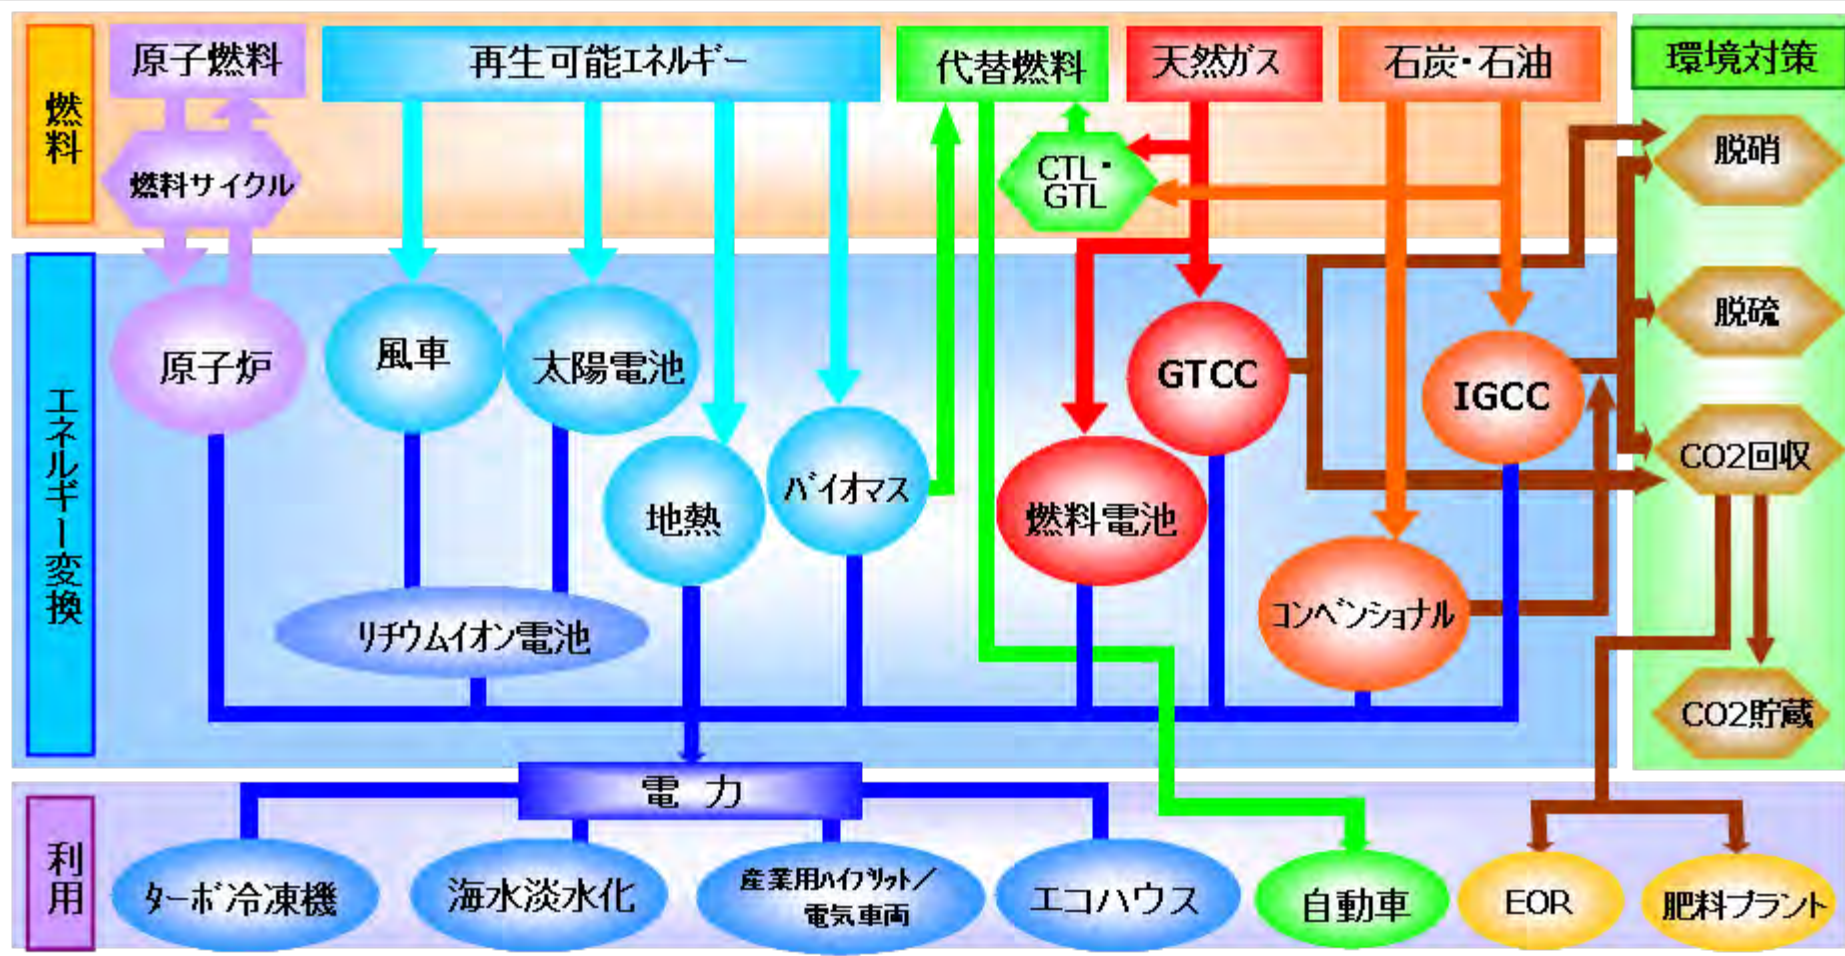 燃料
原子燃料
再生可能エネルギー
代替燃料
天然ガス
石炭・石油
環境対策
燃料サイクル
CTL・
GTL
脱硝
エネルギー変換
原子炉
風車
太陽電池
地熱
バイオマス
燃料電池
GTCC
IGCC
コンベンショナル
リチウムイオン電池
脱硫
CO2回収
CO2貯蔵
電力
利用
ターボ冷凍機
海水淡水化
産業用ハイブリット/
電気車両
エコハウス
自動車
EOR
肥料プラント